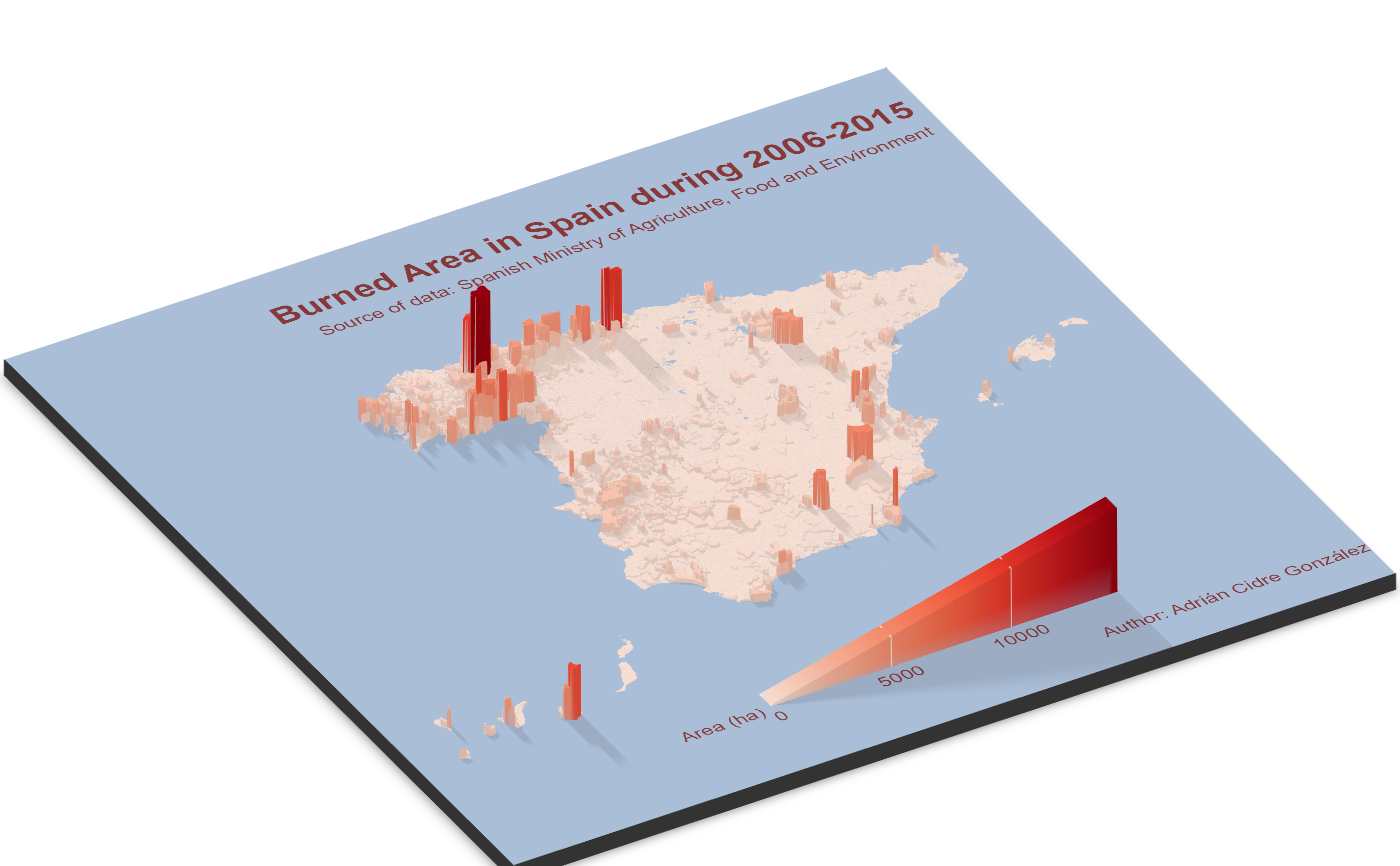 Burned Area in Spain during 2006-2015
Source of data: Spanish Ministry of Agriculture, Food and Environment
Area (ha)
0
5000
10000
Author: Adrián Cidre González